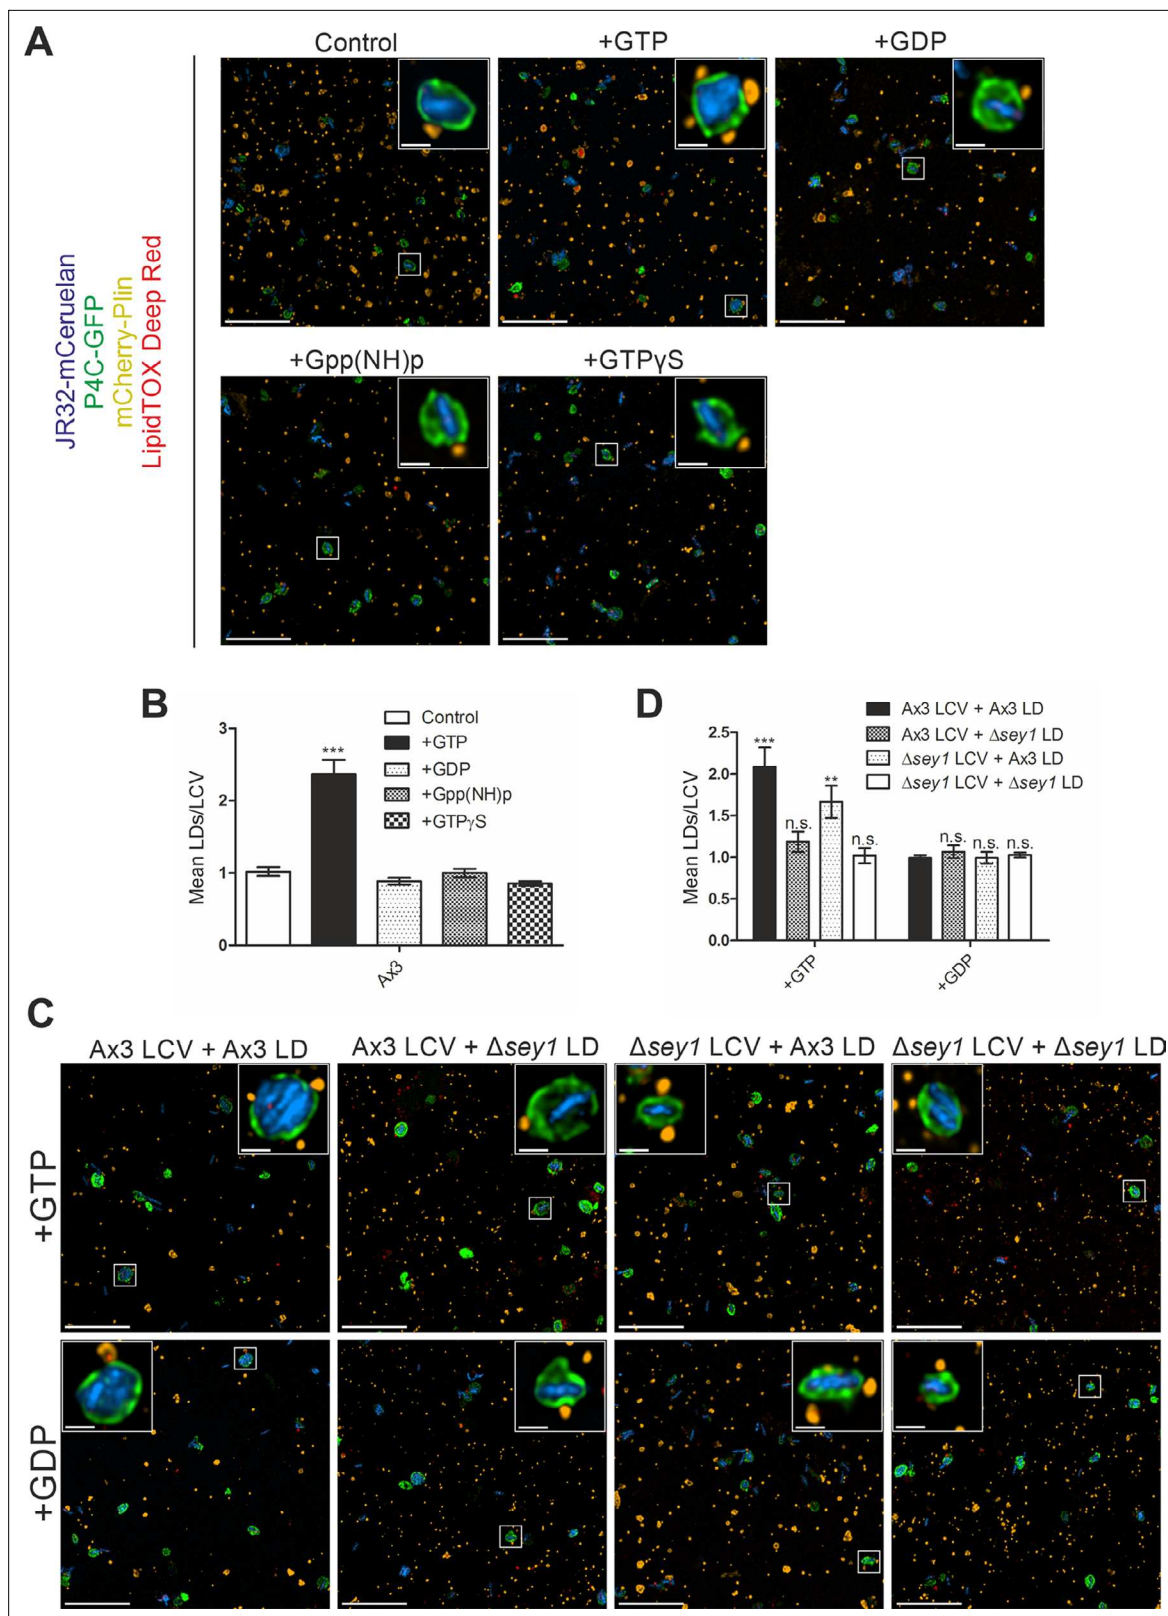 A
Control
+GTP
+GDP
JR32-mCeruelan
P4C-GFP
mCherry-Plin
LipidTOX Deep Red
+Gpp(NH)p
+GTPγS
B
Mean LDs/LCV
3
2
1
0
***
Control
+GTP
+GDP
+Gpp(NH)p
+GTPγS
Ax3
D
Mean LDs/LCV
2.5
2.0
1.5
1.0
0.5
0.0
***
n.s.
**
n.s.
n.s.
n.s.
n.s.
Ax3 LCV + Ax3 LD
Ax3 LCV + Δsey1 LD
Δsey1 LCV + Ax3 LD
Δsey1 LCV + Δsey1 LD
+GTP
+GDP
C
Ax3 LCV + Ax3 LD
Ax3 LCV + Δsey1 LD
Δsey1 LCV + Ax3 LD
Δsey1 LCV + Δsey1 LD
+GTP
+GDP